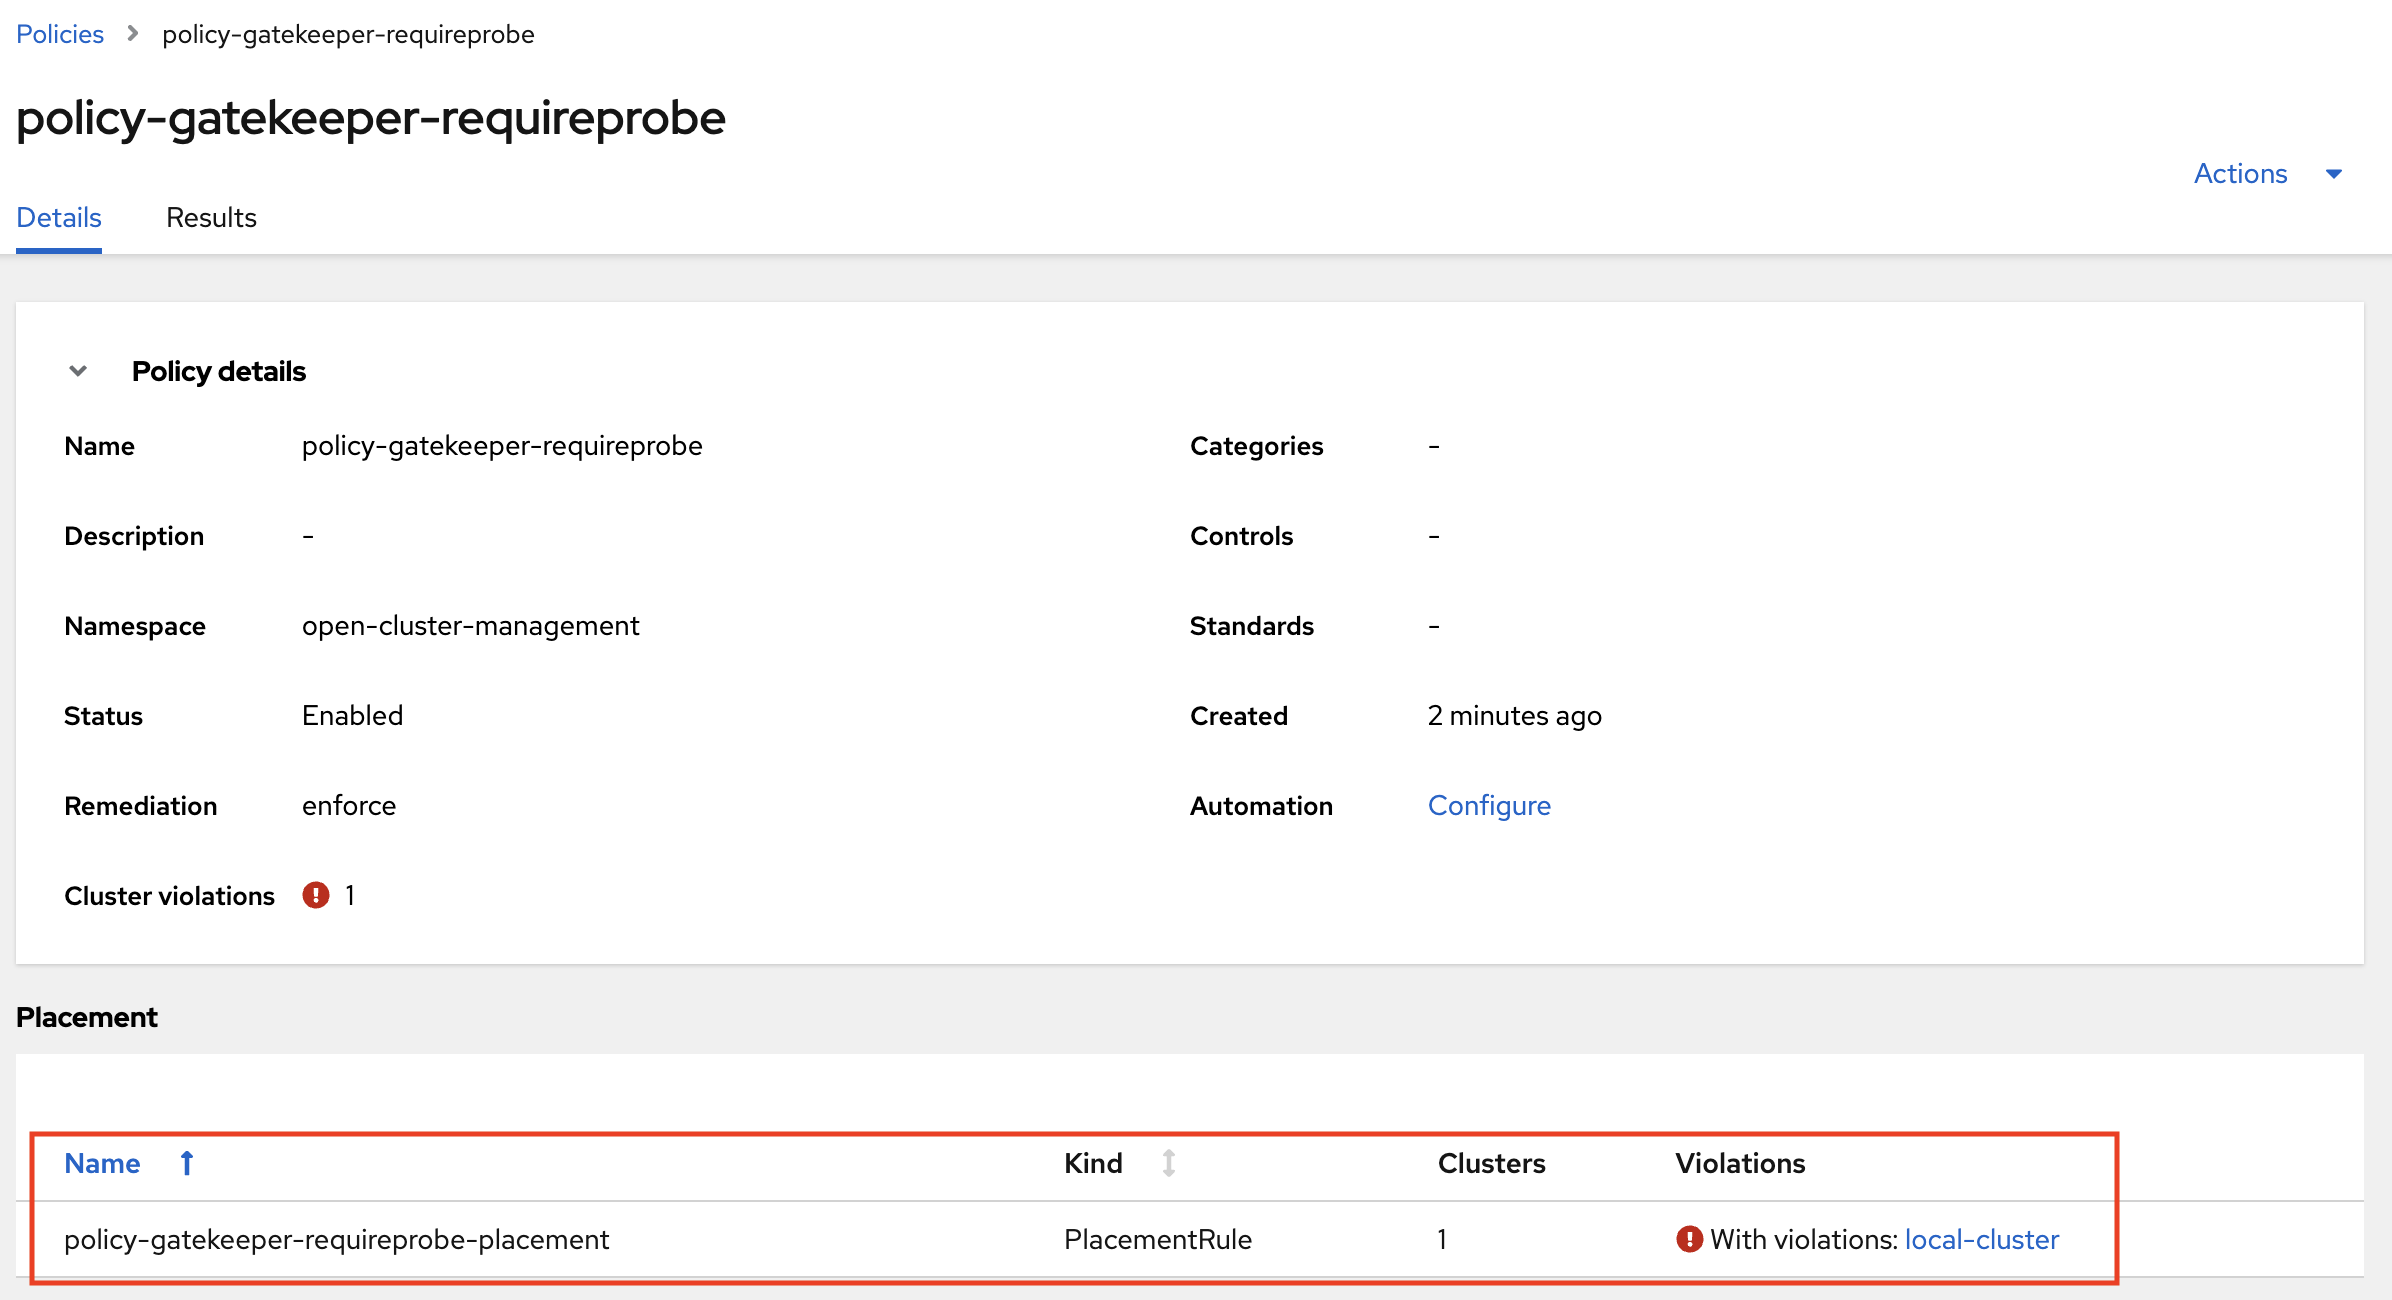 Policies > policy-gatekeeper-requireprobe
policy-gatekeeper-requireprobe
Actions
Details Results
Policy details
Name policy-gatekeeper-requireprobe Categories -
Description - Controls -
Namespace open-cluster-management Standards -
Status Enabled Created 2 minutes ago
Remediation enforce Automation Configure
Cluster violations 1
Placement
Name Kind Clusters Violations
policy-gatekeeper-requireprobe-placement PlacementRule 1 With violations: local-cluster